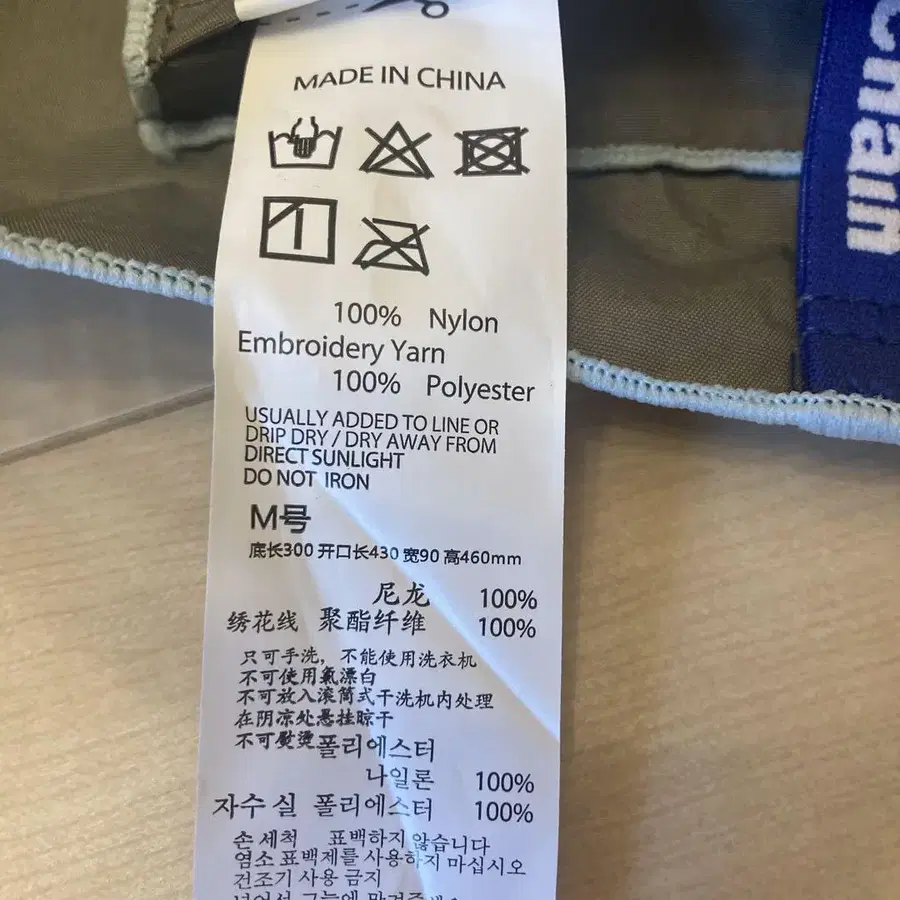 MADE IN CHINA
100% Nylon
Embroidery Yarn
100% Polyester
USUALLY ADDED TO LINE OR
DRIP DRY / DRY AWAY FROM
DIRECT SUNLIGHT
DO NOT IRON
M号
底长300 开口长430 宽90 高460mm
尼龙 100%
绣花线 聚酯纤维 100%
只可手洗，不能使用洗衣机
不可使用氣漂白
不可放入滚筒式干洗机内处理
在阴凉处悬挂晾干
不可熨烫폴리에스터
나일론 100%
자수 실 폴리에스터 100%
손 세척 표백하지 않습니다
염소 표백제를 사용하지 마십시오
건조기 사용 금지